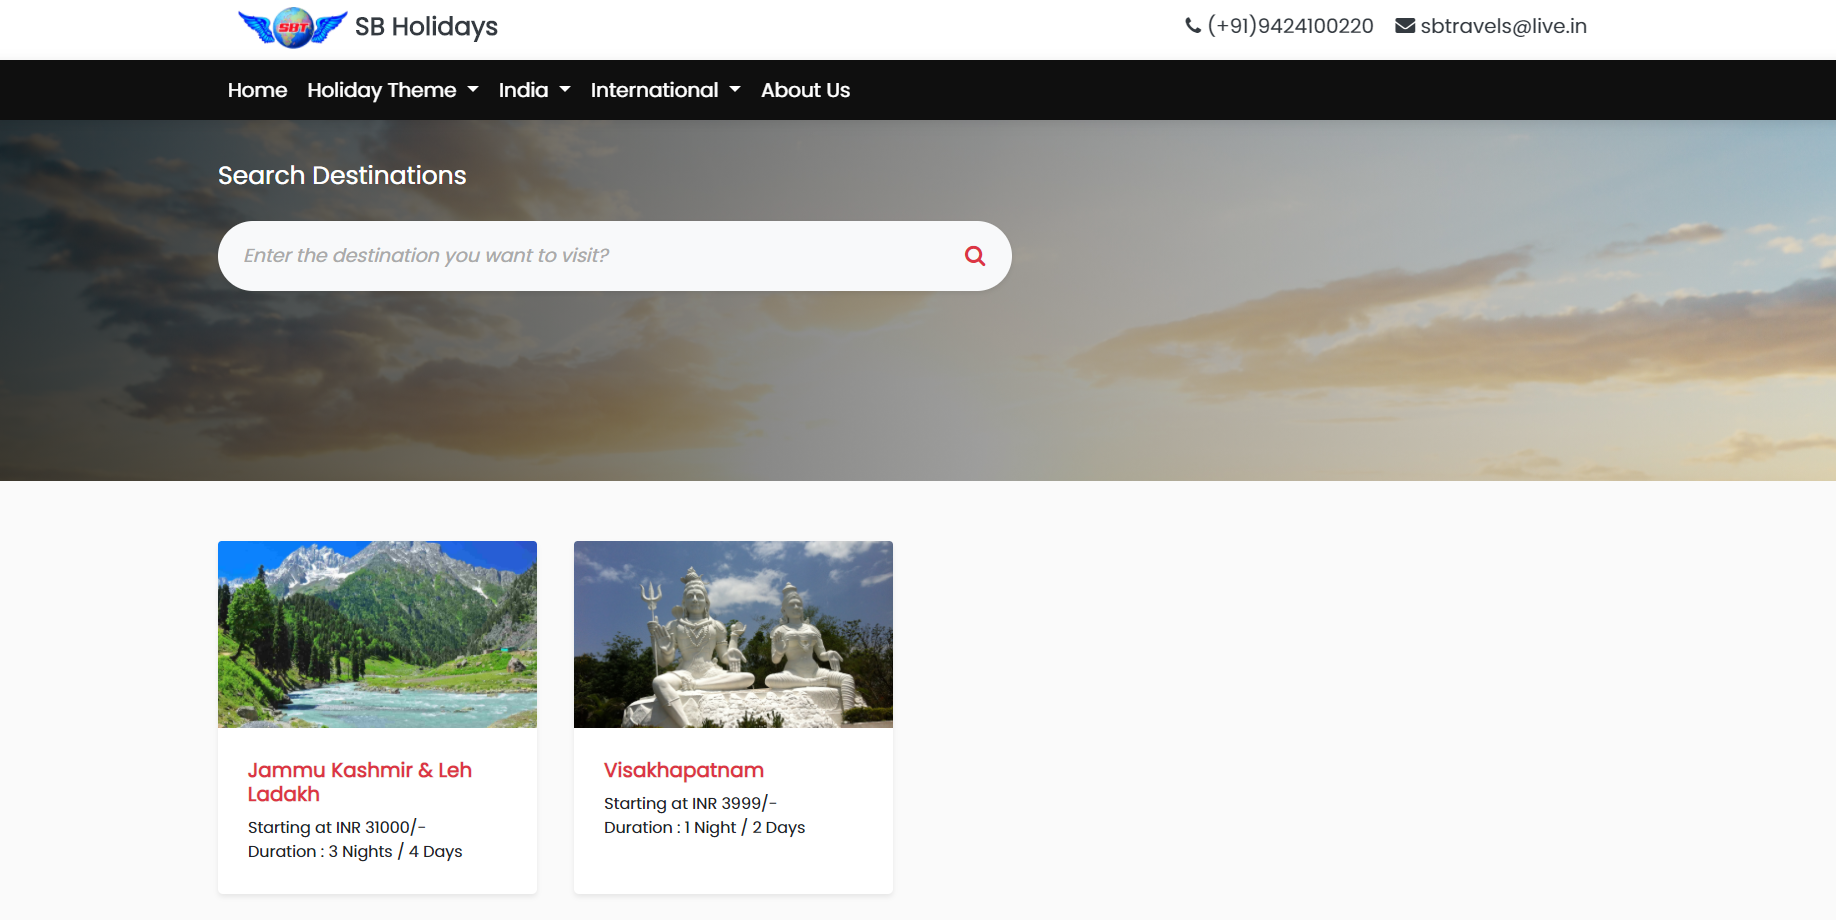 SBT
SB Holidays
(+91)9424100220
sbtravels@live.in
Home
Holiday Theme
India
International
About Us
Search Destinations
Enter the destination you want to visit?
Jammu Kashmir & Leh
Ladakh
Starting at INR 31000/-
Duration : 3 Nights / 4 Days
Visakhapatnam
Starting at INR 3999/-
Duration : 1 Night / 2 Days